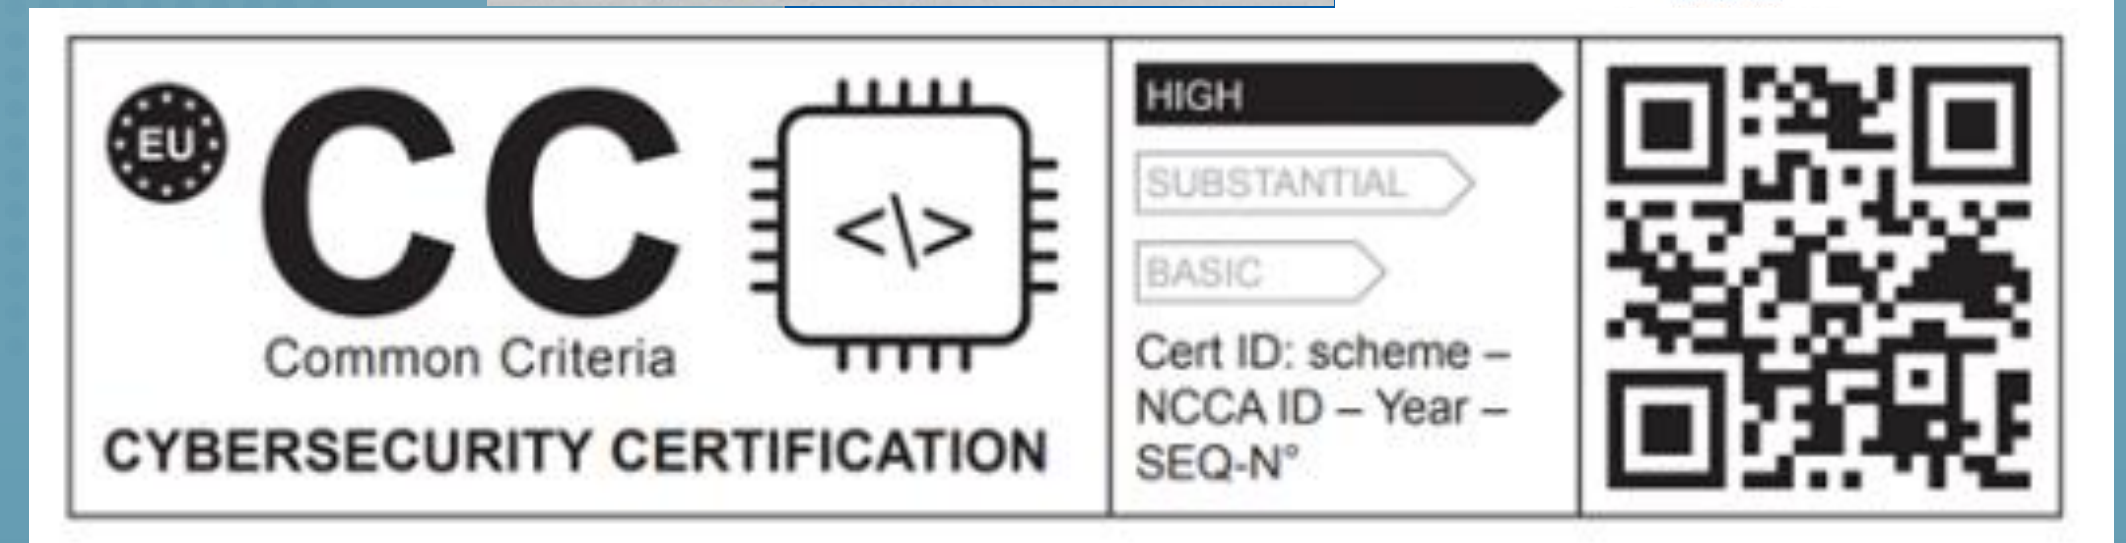 EU
CC
Common Criteria
CYBERSECURITY CERTIFICATION
<\>
HIGH
SUBSTANTIAL
BASIC
Cert ID: scheme –
NCCA ID – Year –
SEQ-N°